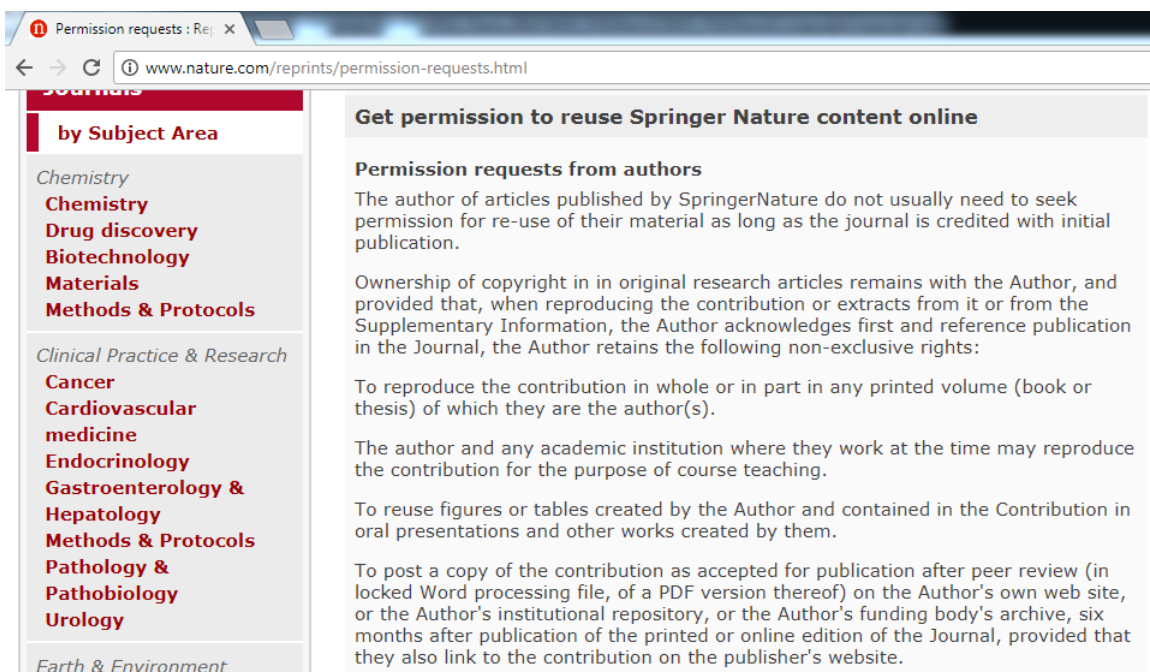 Permission requests : Rep
www.nature.com/reprints/permission-requests.html
Journals
by Subject Area
Chemistry
Chemistry
Drug discovery
Biotechnology
Materials
Methods & Protocols
Clinical Practice & Research
Cancer
Cardiovascular
medicine
Endocrinology
Gastroenterology &
Hepatology
Methods & Protocols
Pathology &
Pathobiology
Urology
Earth & Environment
Get permission to reuse Springer Nature content online
Permission requests from authors
The author of articles published by SpringerNature do not usually need to seek
permission for re-use of their material as long as the journal is credited with initial
publication.
Ownership of copyright in in original research articles remains with the Author, and
provided that, when reproducing the contribution or extracts from it or from the
Supplementary Information, the Author acknowledges first and reference publication
in the Journal, the Author retains the following non-exclusive rights:
To reproduce the contribution in whole or in part in any printed volume (book or
thesis) of which they are the author(s).
The author and any academic institution where they work at the time may reproduce
the contribution for the purpose of course teaching.
To reuse figures or tables created by the Author and contained in the Contribution in
oral presentations and other works created by them.
To post a copy of the contribution as accepted for publication after peer review (in
locked Word processing file, of a PDF version thereof) on the Author's own web site,
or the Author's institutional repository, or the Author's funding body's archive, six
months after publication of the printed or online edition of the Journal, provided that
they also link to the contribution on the publisher's website.